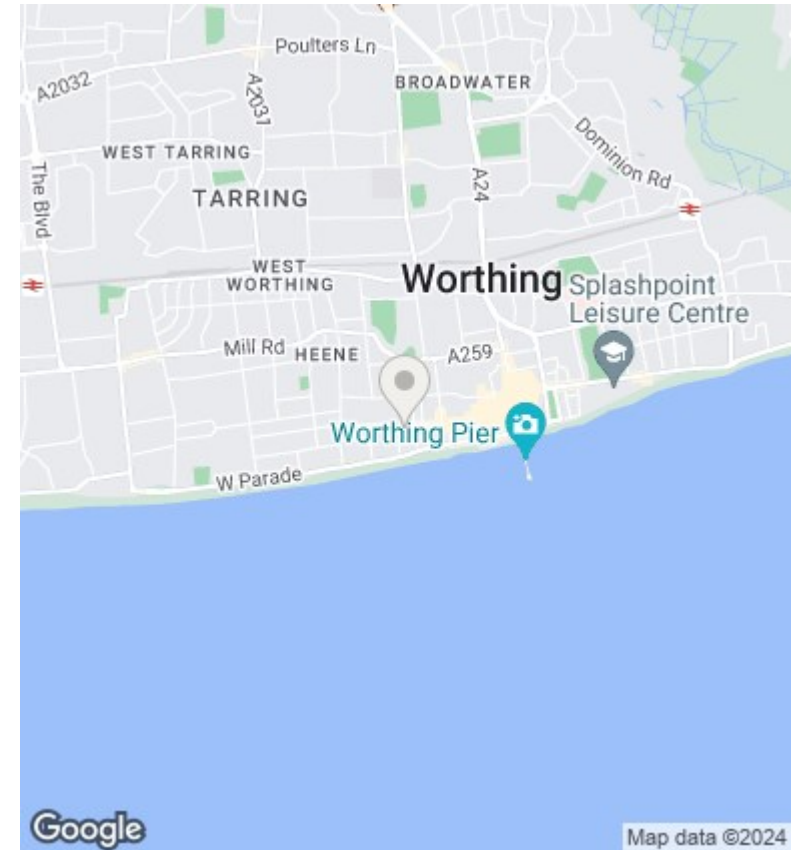 Poulters Ln
A2032
A2031
BROADWATER
WEST TARRING
Dominion Rd
The Blvd
TARRING
A24
WEST
WORTHING
Worthing
Splashpoint
Leisure Centre
Mill Rd
HEENE
A259
Worthing Pier
W Parade
Google
Map data ©2024